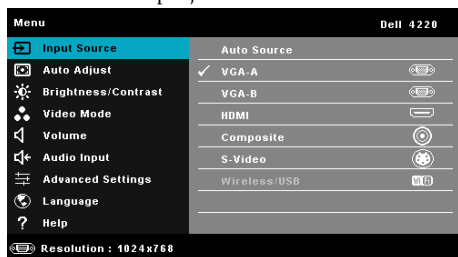 Menu Dell 4220
Input Source Auto Source
Auto Adjust VGA-A
Brightness/Contrast VGA-B
Video Mode HDMI
Volume Composite
Audio Input S-Video
Advanced Settings Wireless/USB WiFi
Language
? Help
Resolution : 1024x768